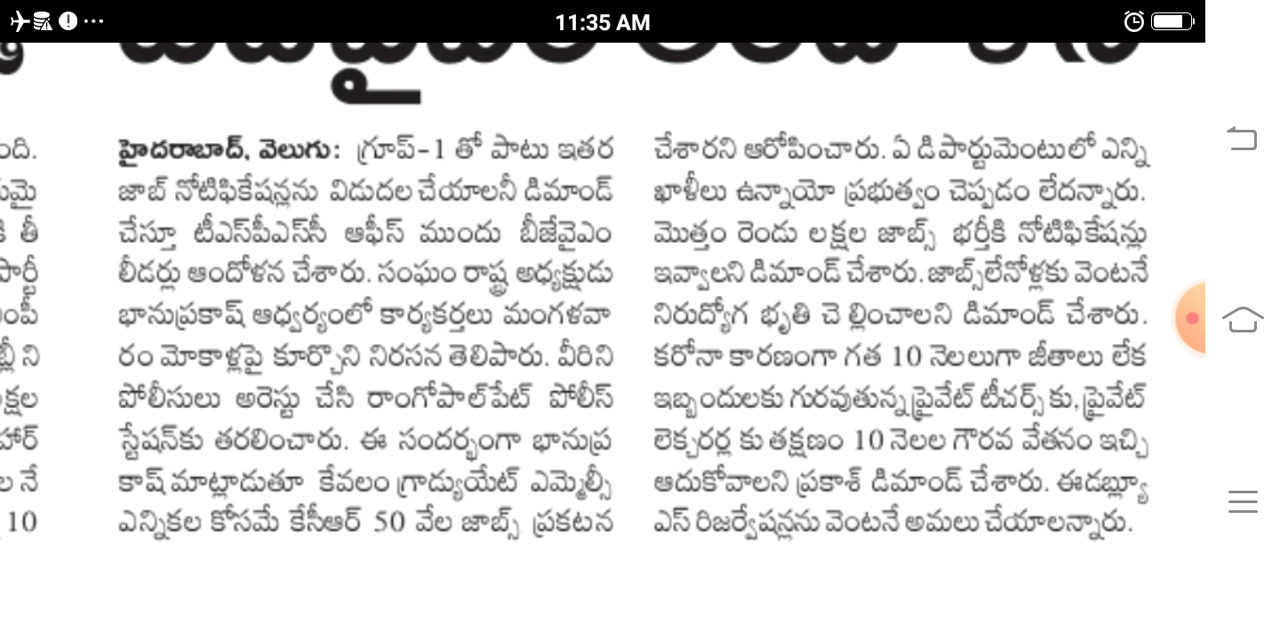 11:35 AM
ంది.
క్షల
హార్
ల నే
10
హైదరాబాద్, వెలుగు: గ్రూప్-1 తో పాటు ఇతర
జాబ్ నోటిఫికేషన్లను విడుదల చేయాలనీ డిమాండ్
చేస్తూ టీఎస్‌పీఎస్‌సీ ఆఫీస్ ముందు బీజేవైఎం
లీడర్లు ఆందోళన చేశారు. సంఘం రాష్ట్ర అధ్యక్షుడు
భానుప్రకాష్ ఆధ్వర్యంలో కార్యకర్తలు మంగళవా
రం మోకాళ్లపై కూర్చొని నిరసన తెలిపారు. వీరిని
పోలీసులు అరెస్టు చేసి రాంగోపాల్‌పేట్ పోలీస్
స్టేషన్‌కు తరలించారు. ఈ సందర్భంగా భానుప్ర
కాష్ మాట్లాడుతూ కేవలం గ్రాడ్యుయేట్ ఎమ్మెల్సీ
ఎన్నికల కోసమే కేసీఆర్ 50 వేల జాబ్స్ ప్రకటన
చేశారని ఆరోపించారు. ఏ డిపార్టుమెంటులో ఎన్ని
ఖాళీలు ఉన్నాయో ప్రభుత్వం చెప్పడం లేదన్నారు.
మొత్తం రెండు లక్షల జాబ్స్ భర్తీకి నోటిఫికేషన్లు
ఇవ్వాలని డిమాండ్ చేశారు. జాబ్స్‌లేనోళ్లకు వెంటనే
నిరుద్యోగ భృతి చె ల్లించాలని డిమాండ్ చేశారు.
కరోనా కారణంగా గత 10 నెలలుగా జీతాలు లేక
ఇబ్బందులకు గురవుతున్న ప్రైవేట్ టీచర్స్ కు, ప్రైవేట్
లెక్చరర్ల కు తక్షణం 10 నెలల గౌరవ వేతనం ఇచ్చి
ఆదుకోవాలని ప్రకాశ్ డిమాండ్ చేశారు. ఈడబ్ల్యూ
ఎస్ రిజర్వేషన్లను వెంటనే అమలు చేయాలన్నారు.